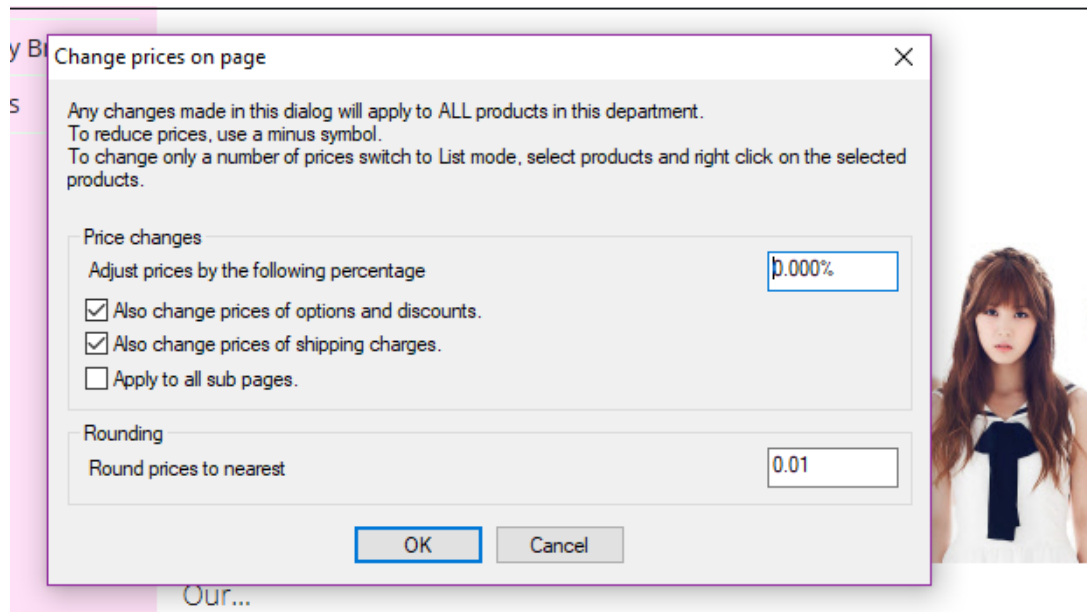 y Br
s
Change prices on page
Any changes made in this dialog will apply to ALL products in this department.
To reduce prices, use a minus symbol.
To change only a number of prices switch to List mode, select products and right click on the selected
products.
Price changes
Adjust prices by the following percentage
0.000%
Also change prices of options and discounts.
Also change prices of shipping charges.
Apply to all sub pages.
Rounding
Round prices to nearest
0.01
OK
Cancel
Our...